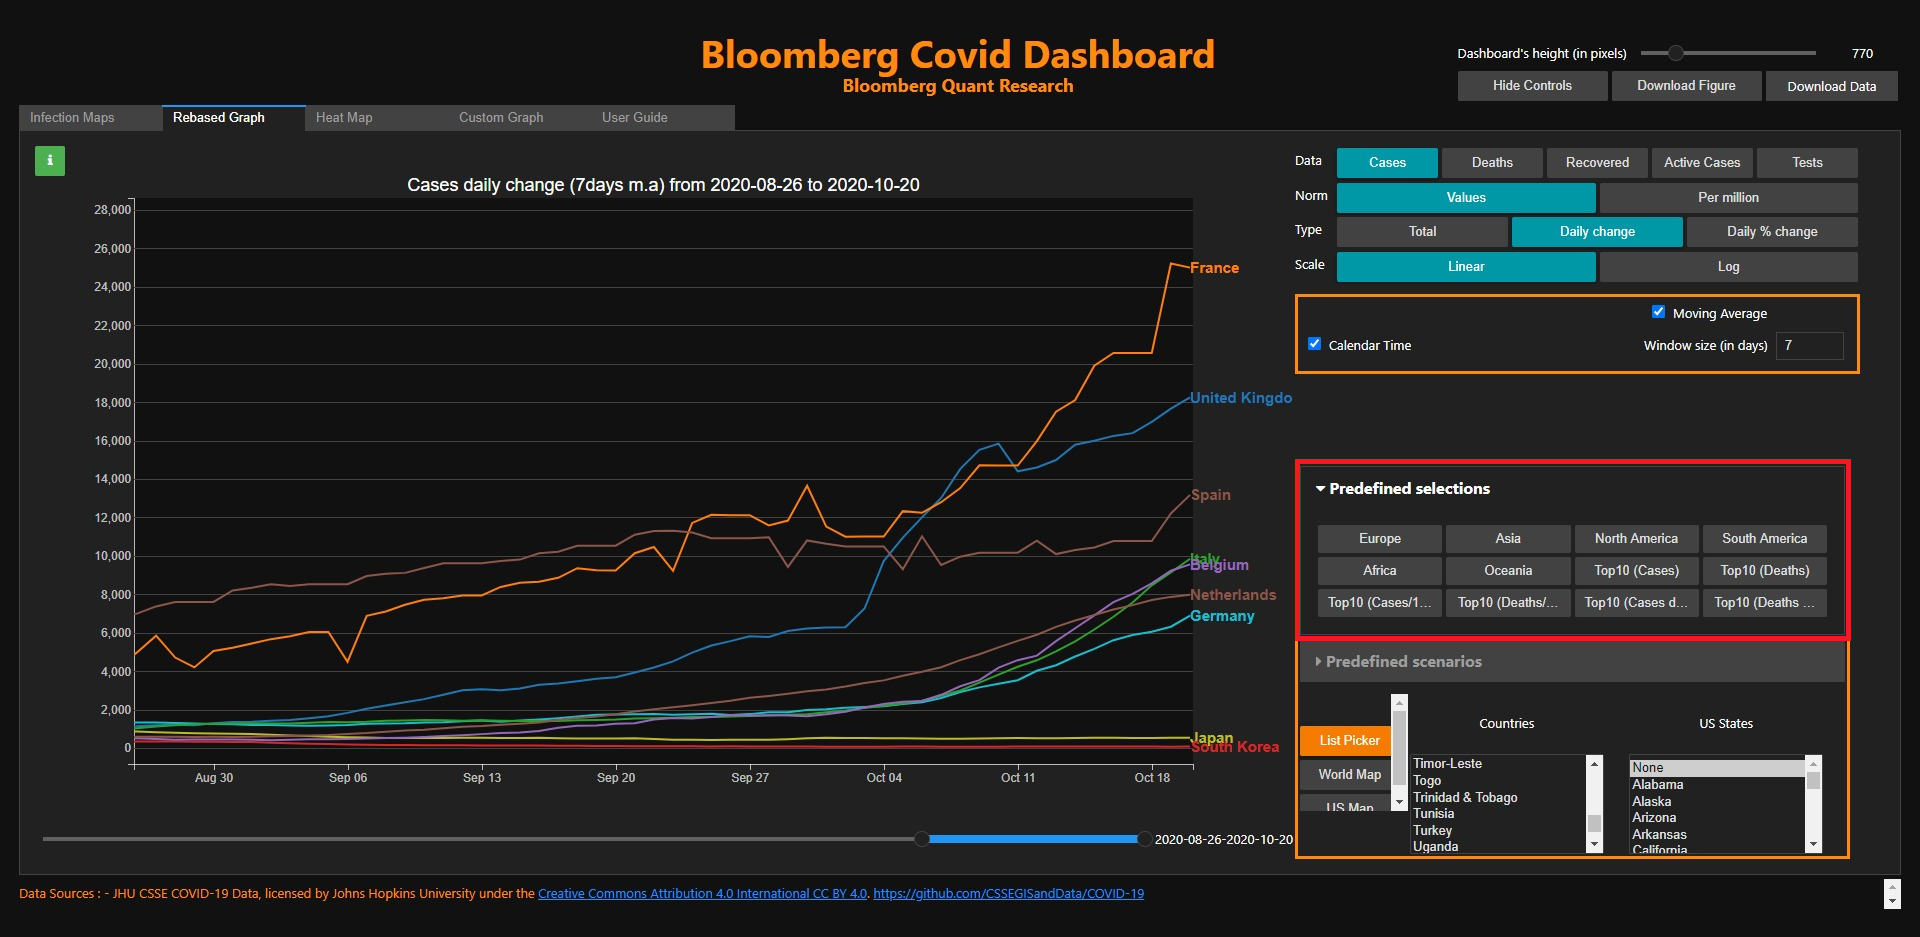 Bloomberg Covid Dashboard
Bloomberg Quant Research
Dashboard's height (in pixels) 770
Hide Controls Download Figure Download Data
Infection Maps Rebased Graph Heat Map Custom Graph User Guide
i
Cases daily change (7days m.a) from 2020-08-26 to 2020-10-20
28,000
26,000
24,000
22,000
20,000
18,000
16,000
14,000
12,000
10,000
8,000
6,000
4,000
2,000
0
France
United Kingdo
Spain
Italy
Belgium
Netherlands
Germany
Japan
South Korea
Aug 30 Sep 06 Sep 13 Sep 20 Sep 27 Oct 04 Oct 11 Oct 18
2020-08-26-2020-10-20
Data Cases Deaths Recovered Active Cases Tests
Norm Values Per million
Type Total Daily change Daily % change
Scale Linear Log
Moving Average
Calendar Time Window size (in days) 7
Predefined selections
Europe Asia North America South America
Africa Oceania Top10 (Cases) Top10 (Deaths)
Top10 (Cases/1... Top10 (Deaths/... Top10 (Cases d... Top10 (Deaths ...
Predefined scenarios
List Picker
World Map
US Map
Countries
Timor-Leste
Togo
Trinidad & Tobago
Tunisia
Turkey
Uganda
US States
None
Alabama
Alaska
Arizona
Arkansas
California
Data Sources : - JHU CSSE COVID-19 Data, licensed by Johns Hopkins University under the Creative Commons Attribution 4.0 International CC BY 4.0. https://github.com/CSSEGISandData/COVID-19